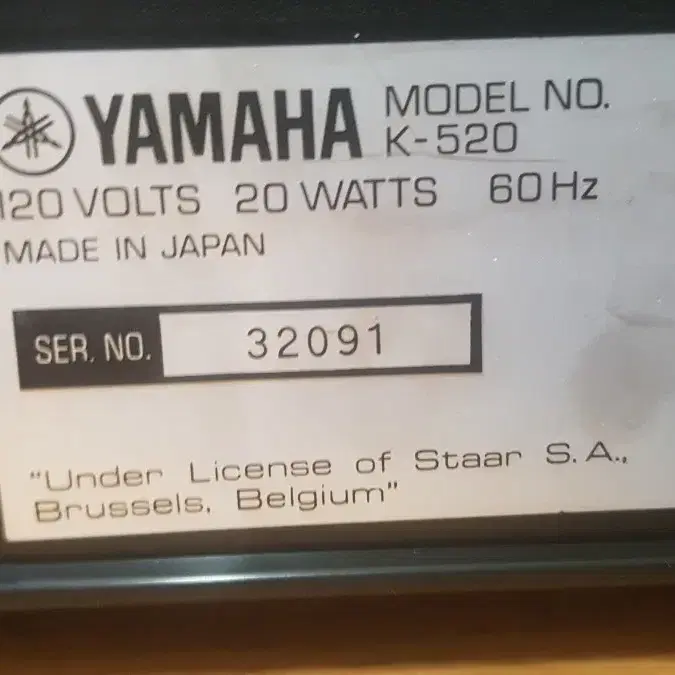 YAMAHA MODEL NO. K-520
120 VOLTS 20 WATTS 60 Hz
MADE IN JAPAN
SER. NO. 32091
"Under License of Staar S.A.,
Brussels, Belgium"